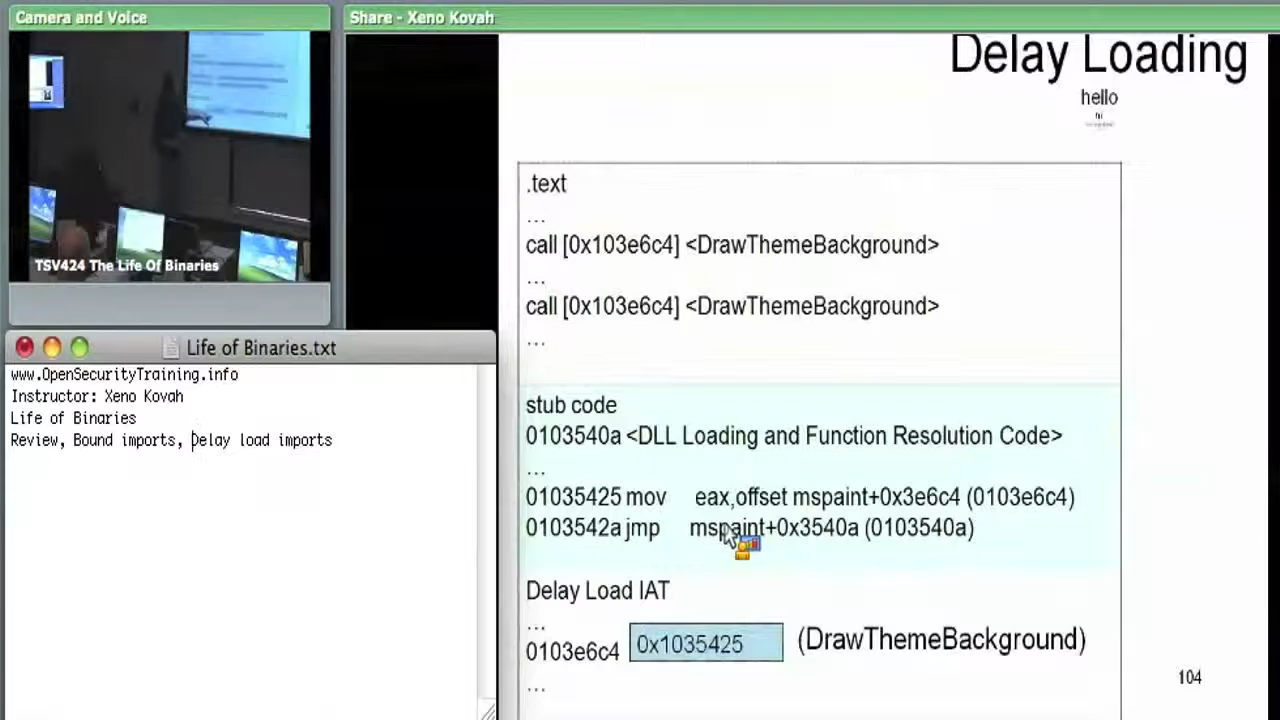 Camera and Voice
TSV424 The Life Of Binaries
Life of Binaries.txt
www.OpenSecurityTraining.info
Instructor: Xeno Kovah
Life of Binaries
Review, Bound imports, Delay load imports
Share - Xeno Kovah
Delay Loading
hello
hi
.text
...
call [0x103e6c4] <DrawThemeBackground>
...
call [0x103e6c4] <DrawThemeBackground>
...
stub code
0103540a <DLL Loading and Function Resolution Code>
...
01035425 mov eax,offset mspaint+0x3e6c4 (0103e6c4)
0103542a jmp mspaint+0x3540a (0103540a)
Delay Load IAT
...
0103e6c4 0x1035425 (DrawThemeBackground)
...
104